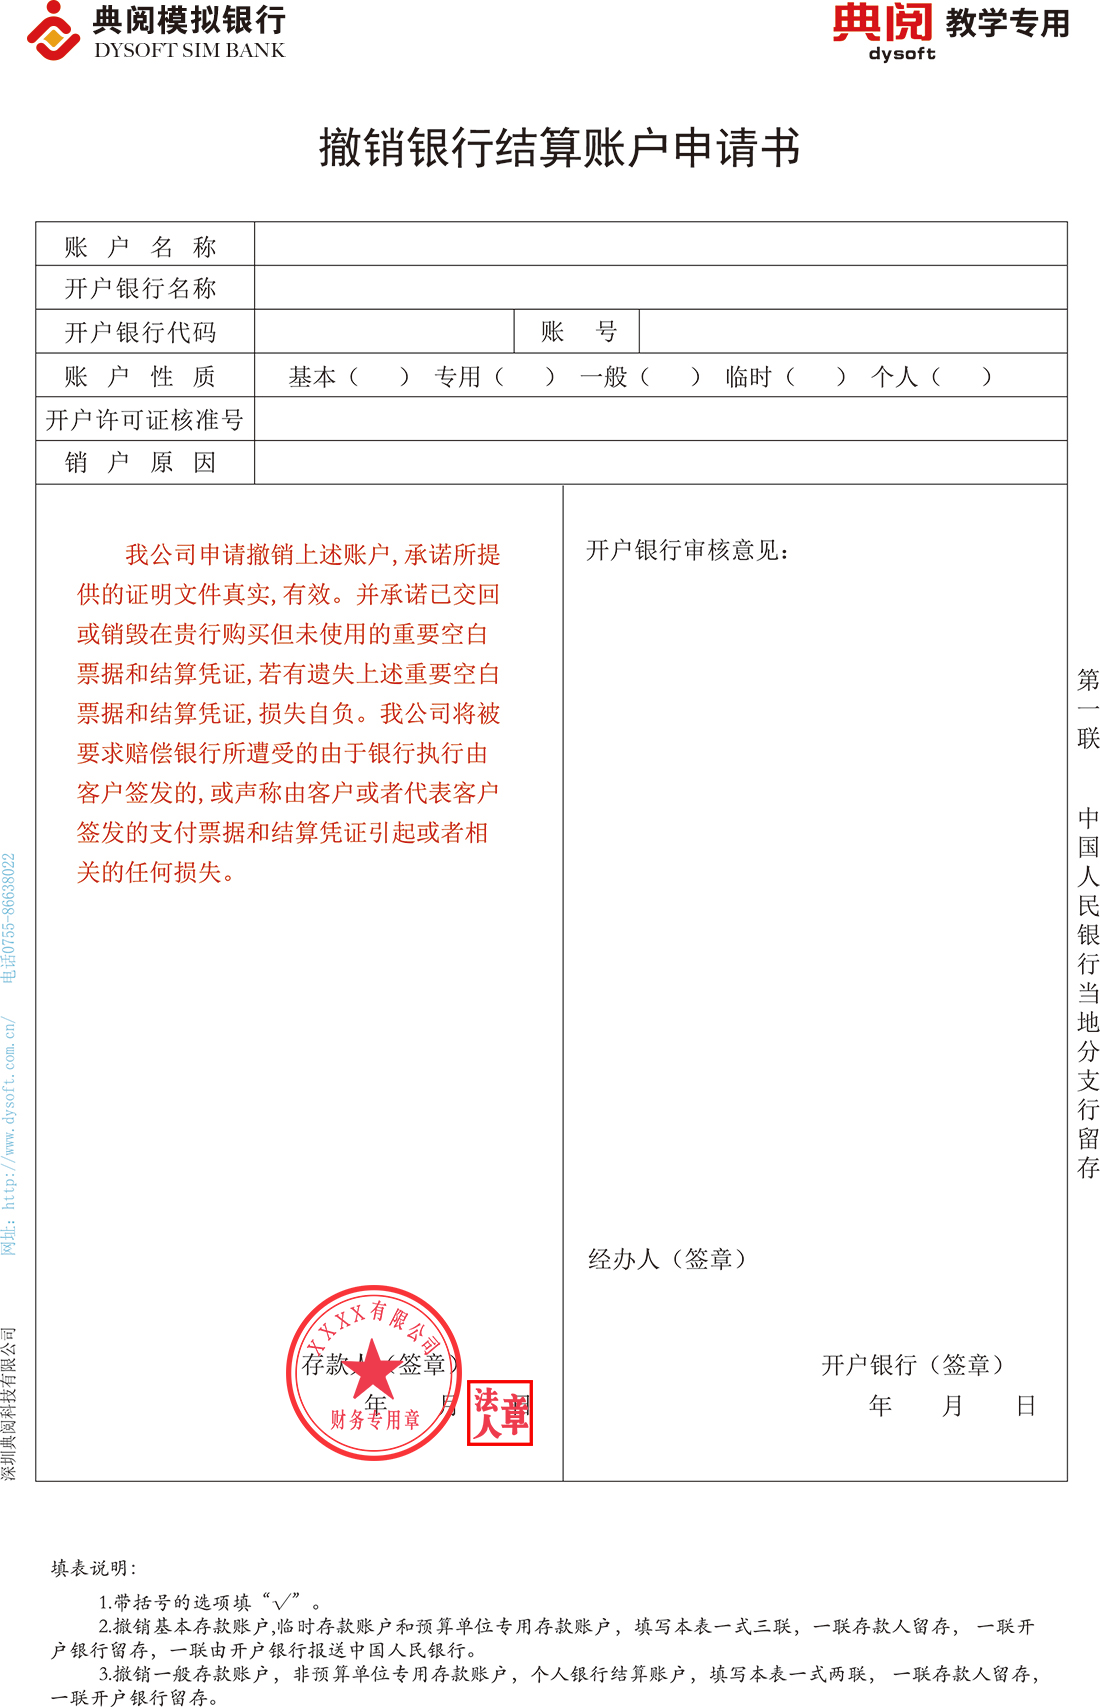 典阅模拟银行
DYSOFT SIM BANK
典阅 教学专用
dysoft
撤销银行结算账户申请书
账 户 名 称
开户银行名称
开户银行代码 账 号
账 户 性 质 基本（ ） 专用（ ） 一般（ ） 临时（ ） 个人（ ）
开户许可证核准号
销 户 原 因
我公司申请撤销上述账户,承诺所提
供的证明文件真实,有效。并承诺已交回
或销毁在贵行购买但未使用的重要空白
票据和结算凭证,若有遗失上述重要空白
票据和结算凭证,损失自负。我公司将被
要求赔偿银行所遭受的由于银行执行由
客户签发的,或声称由客户或者代表客户
签发的支付票据和结算凭证引起或者相
关的任何损失。
存款人（签章）
年 月 日
XXXX有限公司
财务专用章
法人章
开户银行审核意见：
经办人（签章）
开户银行（签章）
年 月 日
第一联 中国人民银行当地分支行留存
深圳典阅科技有限公司 网址：http://www.dysoft.com.cn/ 电话0755-86638022
填表说明：
1.带括号的选项填“√”。
2.撤销基本存款账户,临时存款账户和预算单位专用存款账户，填写本表一式三联，一联存款人留存，一联开
户银行留存，一联由开户银行报送中国人民银行。
3.撤销一般存款账户，非预算单位专用存款账户，个人银行结算账户，填写本表一式两联，一联存款人留存，
一联开户银行留存。